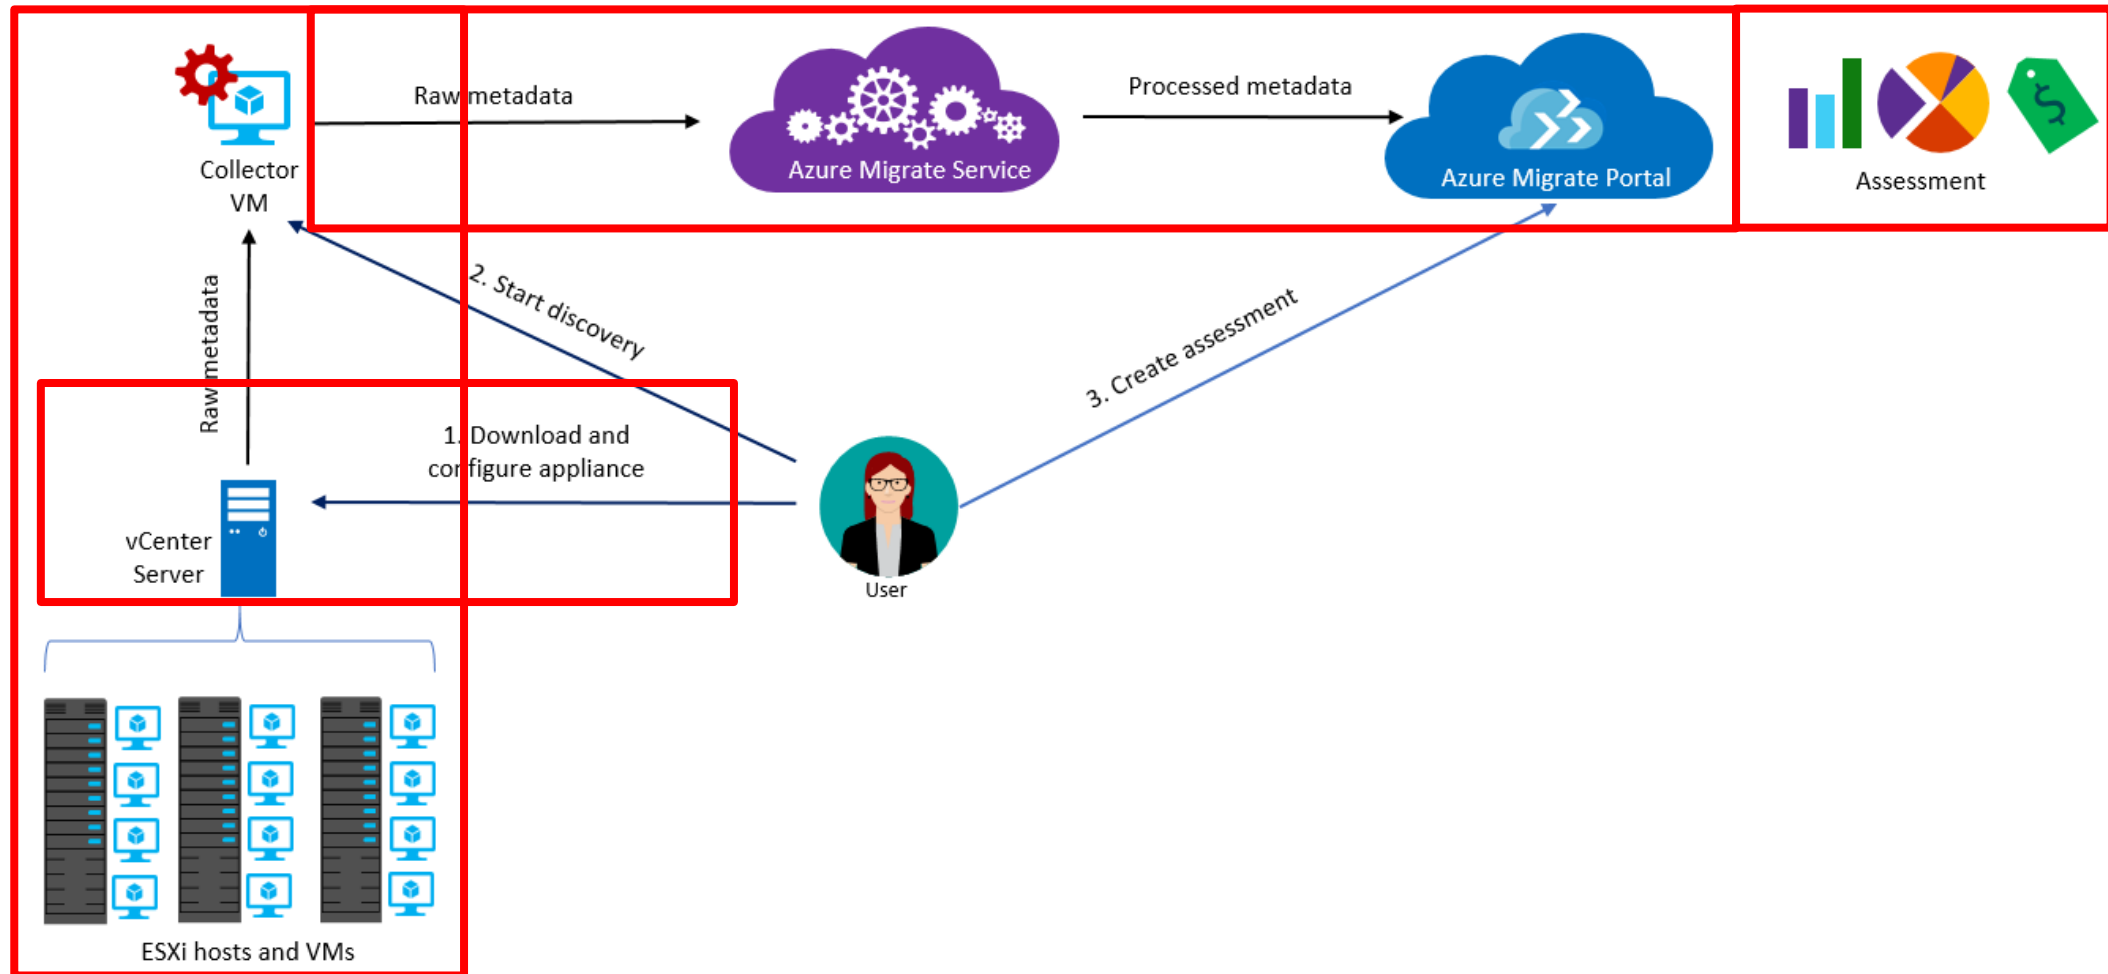 Raw metadata
Processed metadata
Azure Migrate Service
Azure Migrate Portal
Collector
VM
Assessment
2. Start discovery
Raw metadata
3. Create assessment
1. Download and
configure appliance
vCenter
Server
User
ESXi hosts and VMs